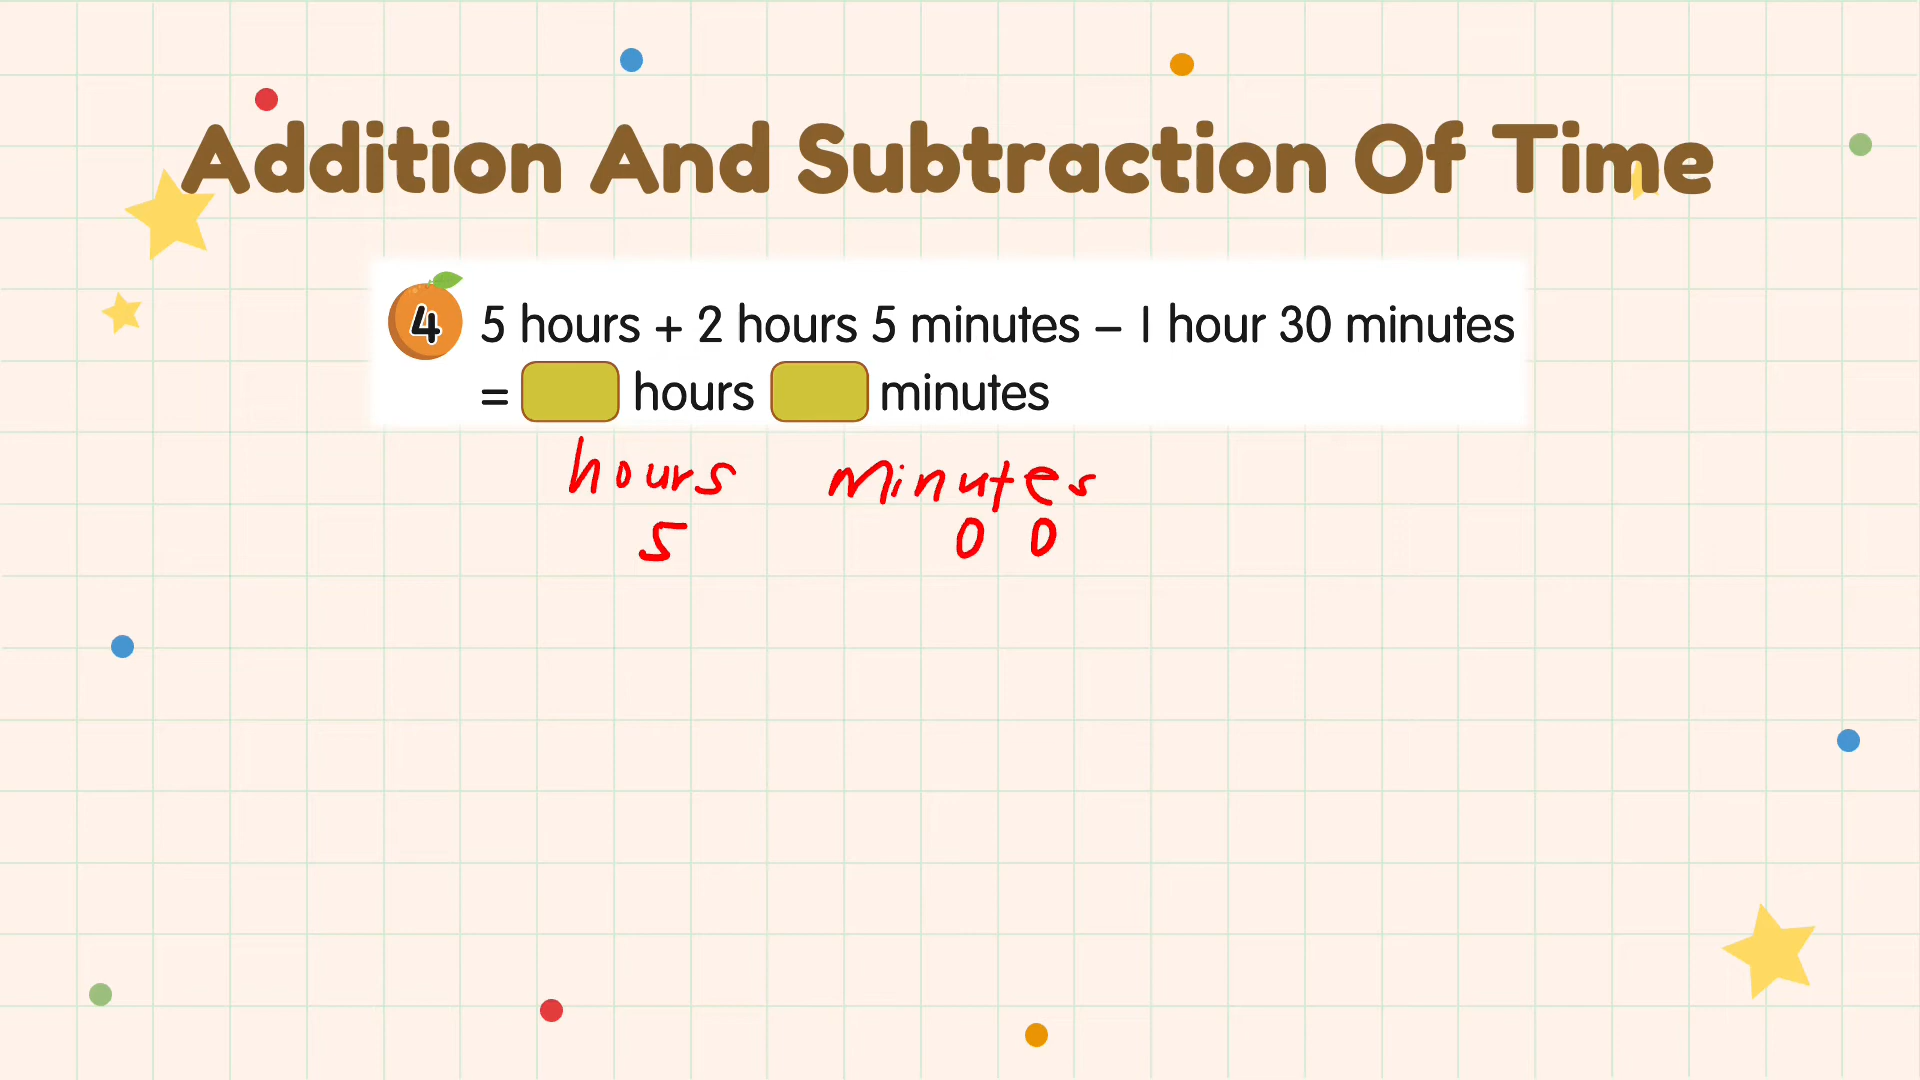 Addition And Subtraction Of Time
4 5 hours + 2 hours 5 minutes – 1 hour 30 minutes
= hours minutes
hours minutes
5 0 0